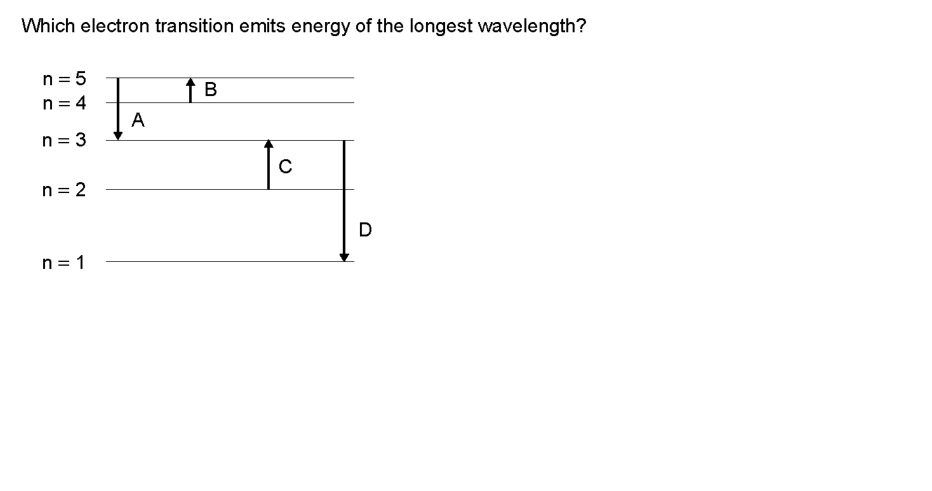 Which electron transition emits energy of the longest wavelength?
n = 5
B
n = 4
A
n = 3
C
n = 2
D
n = 1